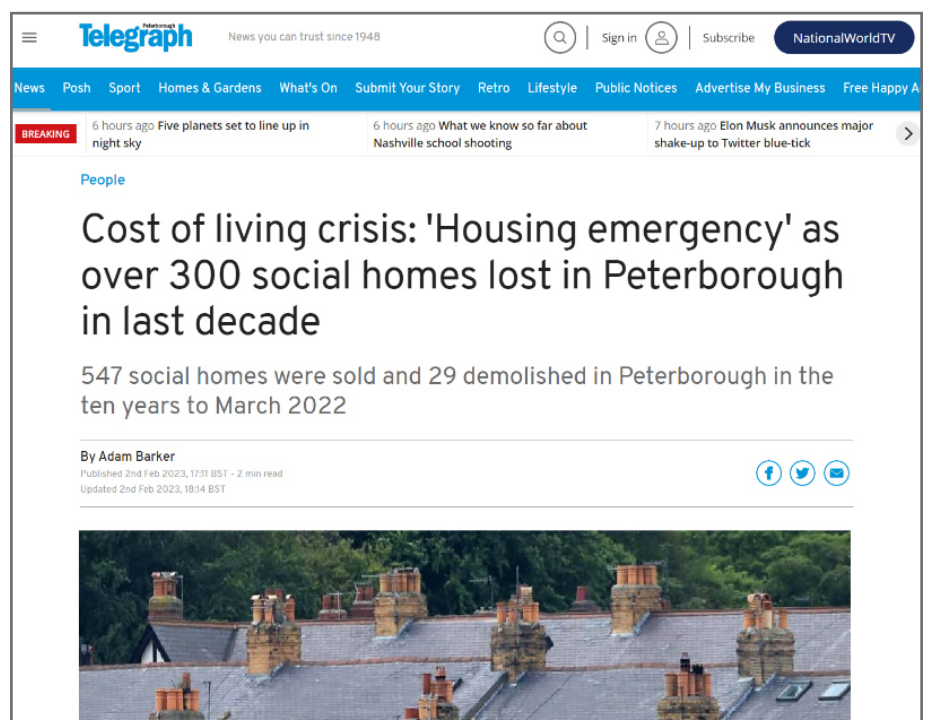 Peterborough
Telegraph
News you can trust since 1948
Sign in
Subscribe
NationalWorldTV
News Posh Sport Homes & Gardens What's On Submit Your Story Retro Lifestyle Public Notices Advertise My Business Free Happy A
BREAKING
6 hours ago Five planets set to line up in
night sky
6 hours ago What we know so far about
Nashville school shooting
7 hours ago Elon Musk announces major
shake-up to Twitter blue-tick
People
Cost of living crisis: 'Housing emergency' as
over 300 social homes lost in Peterborough
in last decade
547 social homes were sold and 29 demolished in Peterborough in the
ten years to March 2022
By Adam Barker
Published 2nd Feb 2023, 17:11 BST - 2 min read
Updated 2nd Feb 2023, 18:14 BST